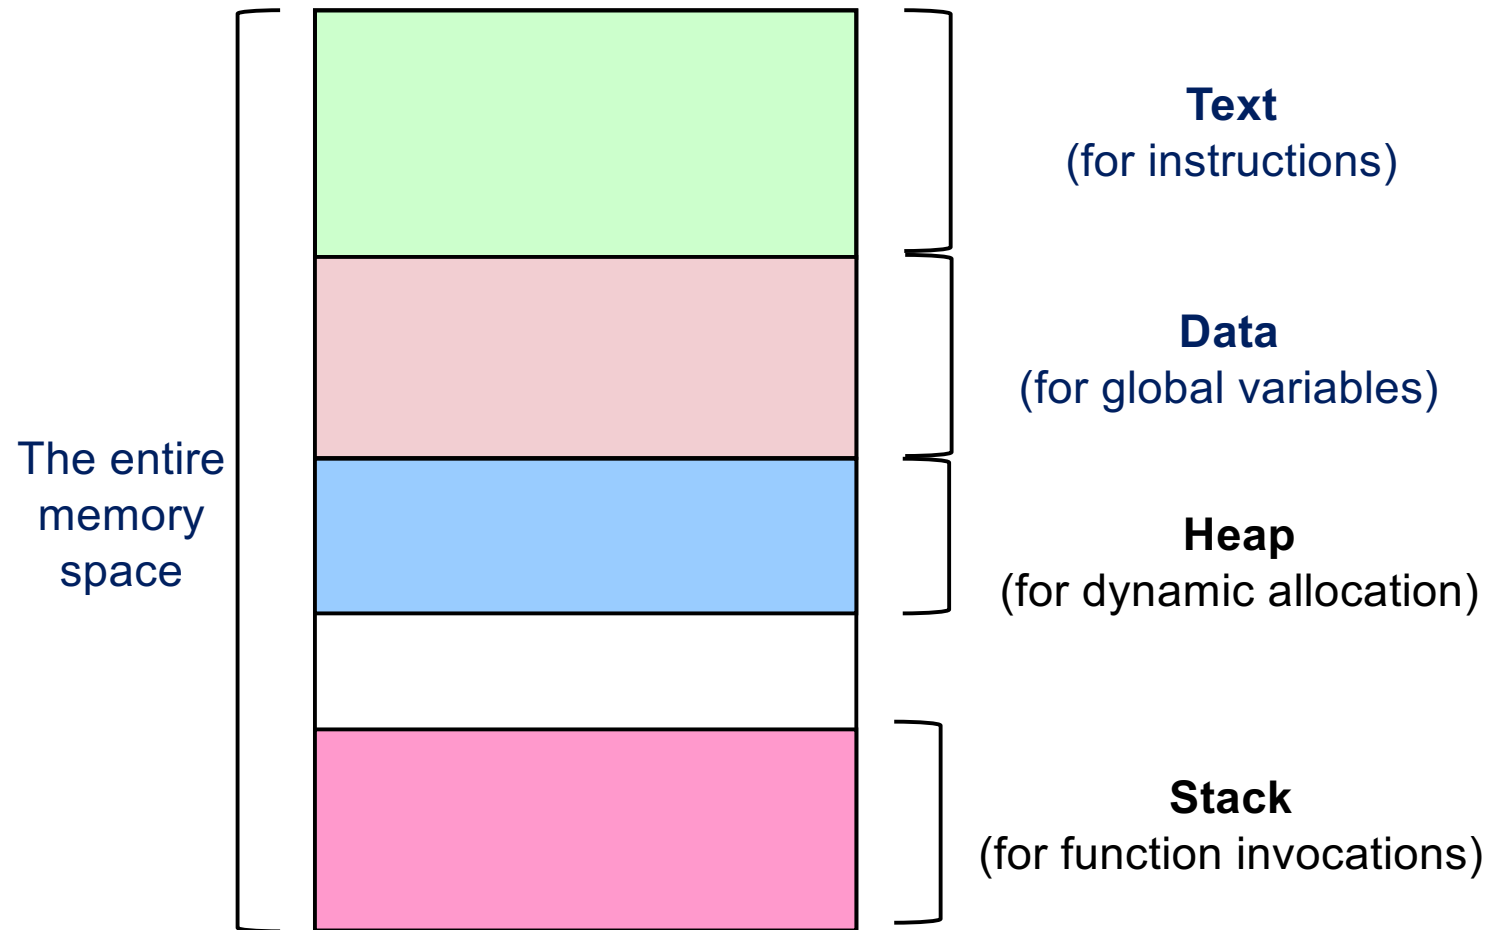 Text
(for instructions)
Data
(for global variables)
The entire
memory
space
Heap
(for dynamic allocation)
Stack
(for function invocations)